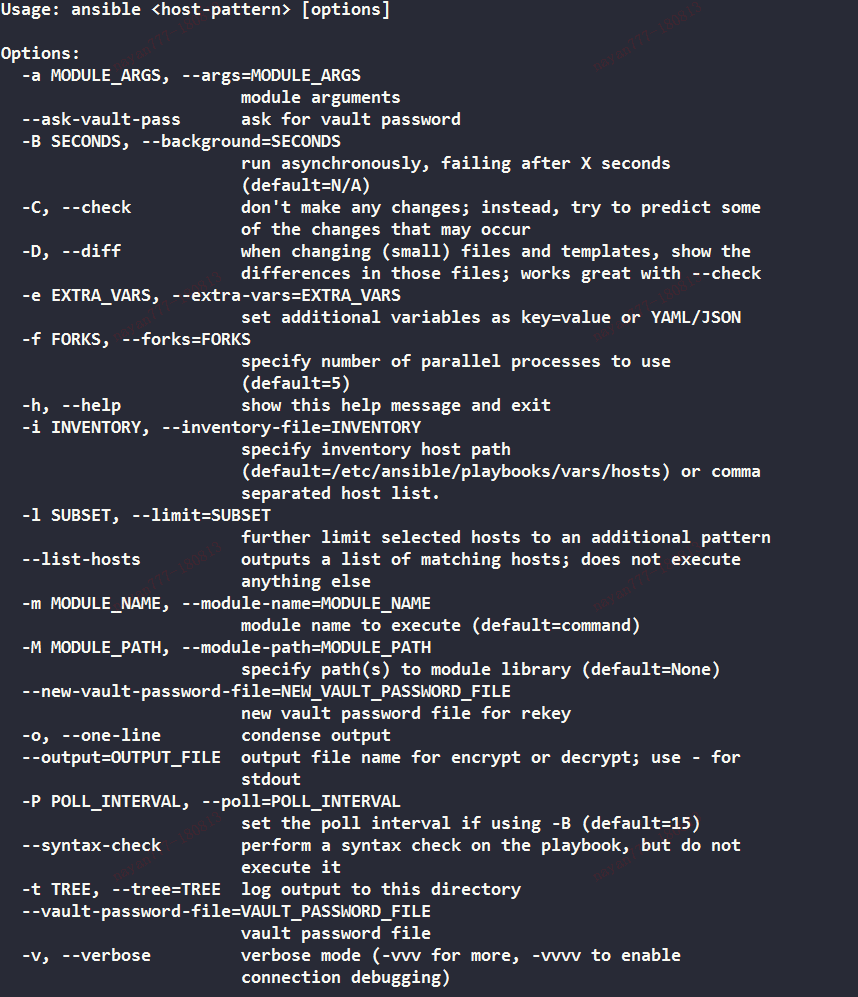 Usage: ansible <host-pattern> [options]
Options:
-a MODULE_ARGS, --args=MODULE_ARGS
module arguments
--ask-vault-pass ask for vault password
-B SECONDS, --background=SECONDS
run asynchronously, failing after X seconds
(default=N/A)
-C, --check don't make any changes; instead, try to predict some
of the changes that may occur
-D, --diff when changing (small) files and templates, show the
differences in those files; works great with --check
-e EXTRA_VARS, --extra-vars=EXTRA_VARS
set additional variables as key=value or YAML/JSON
-f FORKS, --forks=FORKS
specify number of parallel processes to use
(default=5)
-h, --help show this help message and exit
-i INVENTORY, --inventory-file=INVENTORY
specify inventory host path
(default=/etc/ansible/playbooks/vars/hosts) or comma
separated host list.
-l SUBSET, --limit=SUBSET
further limit selected hosts to an additional pattern
--list-hosts outputs a list of matching hosts; does not execute
anything else
-m MODULE_NAME, --module-name=MODULE_NAME
module name to execute (default=command)
-M MODULE_PATH, --module-path=MODULE_PATH
specify path(s) to module library (default=None)
--new-vault-password-file=NEW_VAULT_PASSWORD_FILE
new vault password file for rekey
-o, --one-line condense output
--output=OUTPUT_FILE output file name for encrypt or decrypt; use - for
stdout
-P POLL_INTERVAL, --poll=POLL_INTERVAL
set the poll interval if using -B (default=15)
--syntax-check perform a syntax check on the playbook, but do not
execute it
-t TREE, --tree=TREE log output to this directory
--vault-password-file=VAULT_PASSWORD_FILE
vault password file
-v, --verbose verbose mode (-vvv for more, -vvvv to enable
connection debugging)